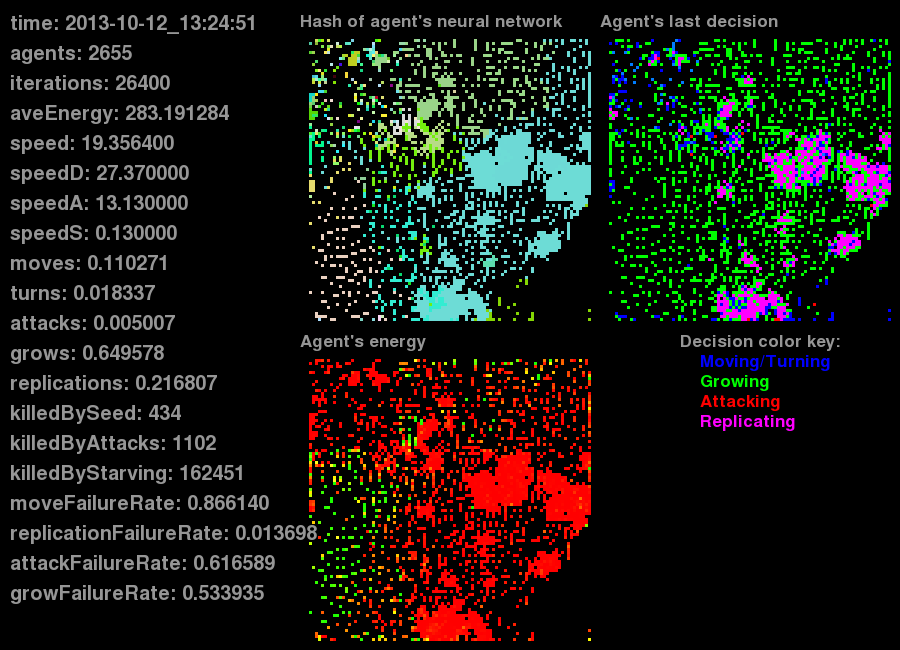 time: 2013-10-12_13:24:51
agents: 2655
iterations: 26400
aveEnergy: 283.191284
speed: 19.356400
speedD: 27.370000
speedA: 13.130000
speedS: 0.130000
moves: 0.110271
turns: 0.018337
attacks: 0.005007
grows: 0.649578
replications: 0.216807
killedBySeed: 434
killedByAttacks: 1102
killedByStarving: 162451
moveFailureRate: 0.866140
replicationFailureRate: 0.013698
attackFailureRate: 0.616589
growFailureRate: 0.533935
Hash of agent's neural network
Agent's last decision
Agent's energy
Decision color key:
Moving/Turning
Growing
Attacking
Replicating